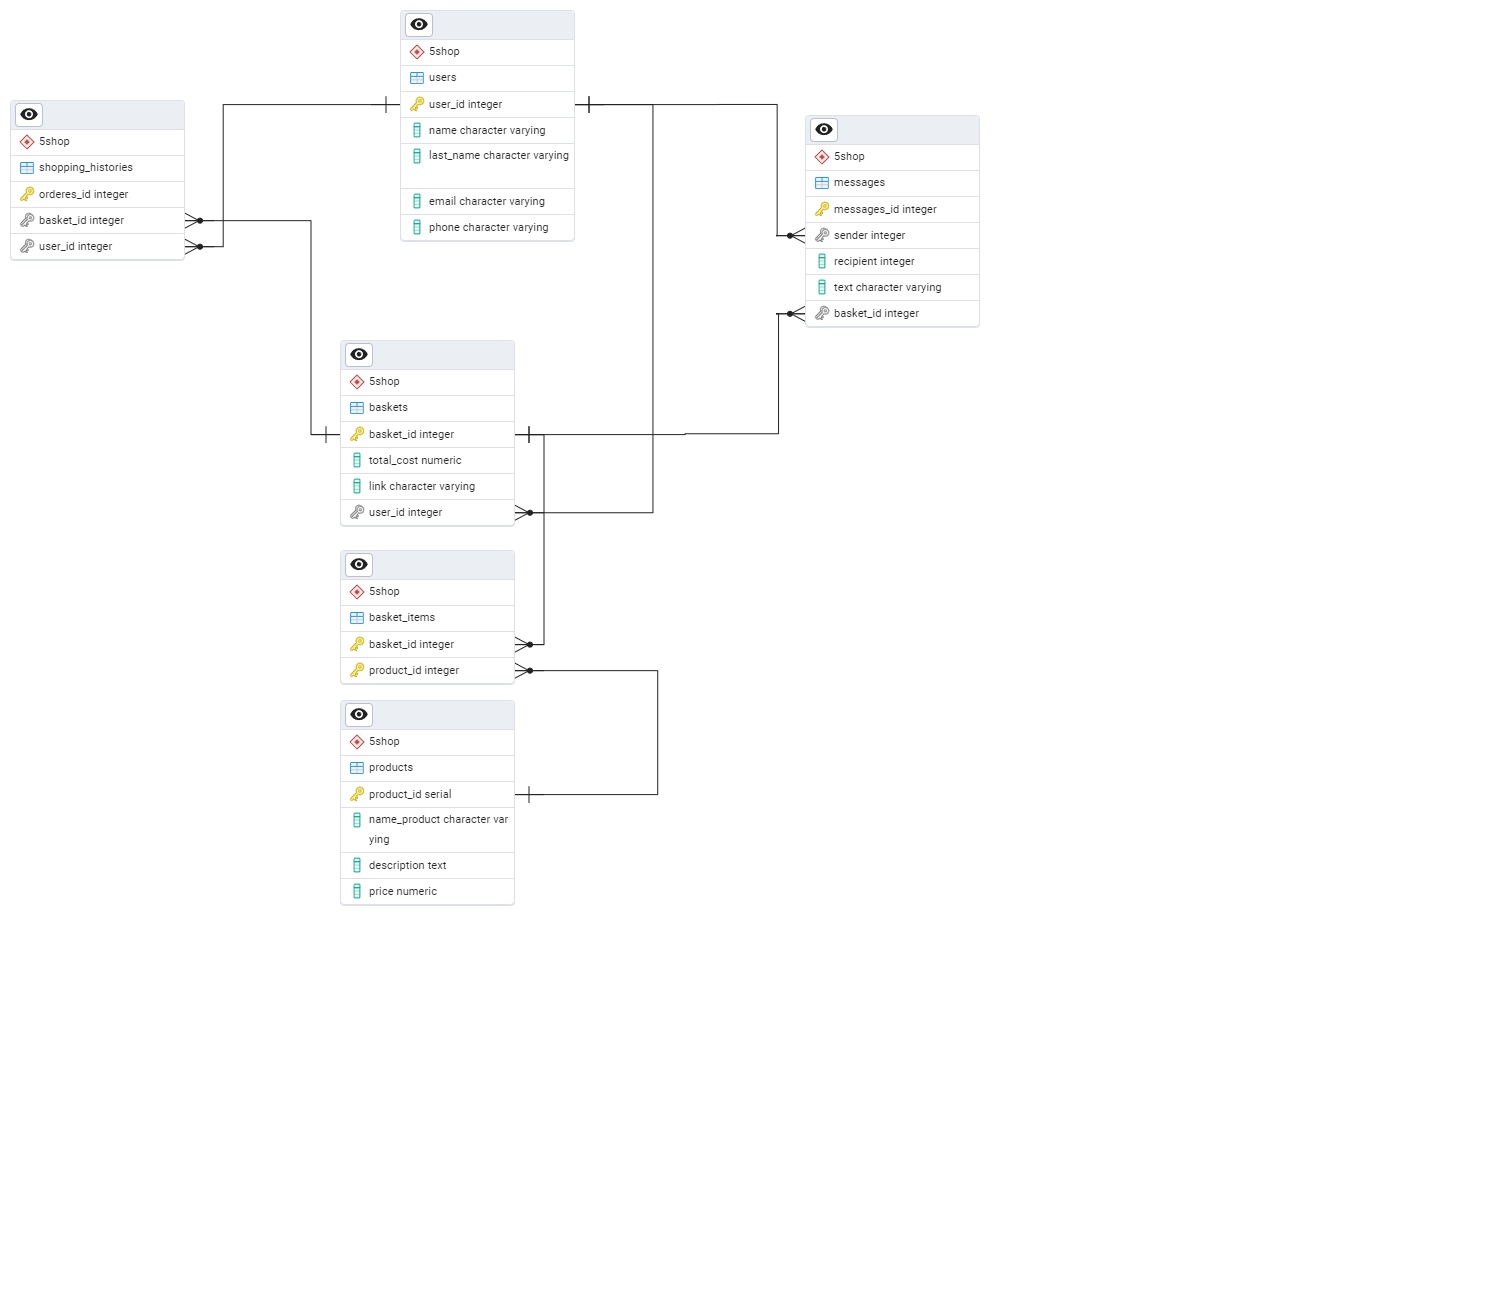 5shop
users
user_id integer
name character varying
last_name character varying
email character varying
phone character varying
5shop
shopping_histories
orderes_id integer
basket_id integer
user_id integer
5shop
messages
messages_id integer
sender integer
recipient integer
text character varying
basket_id integer
5shop
baskets
basket_id integer
total_cost numeric
link character varying
user_id integer
5shop
basket_items
basket_id integer
product_id integer
5shop
products
product_id serial
name_product character var
ying
description text
price numeric